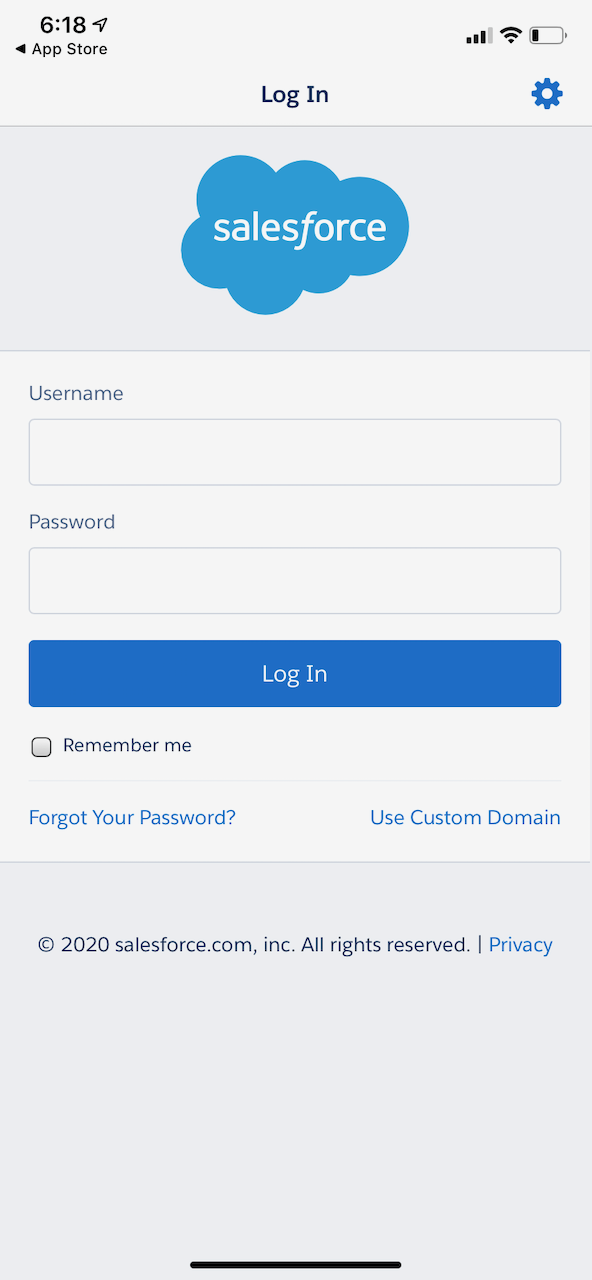 6:18
◀ App Store
Log In
salesforce
Username
Password
Log In
Remember me
Forgot Your Password? Use Custom Domain
© 2020 salesforce.com, inc. All rights reserved. | Privacy